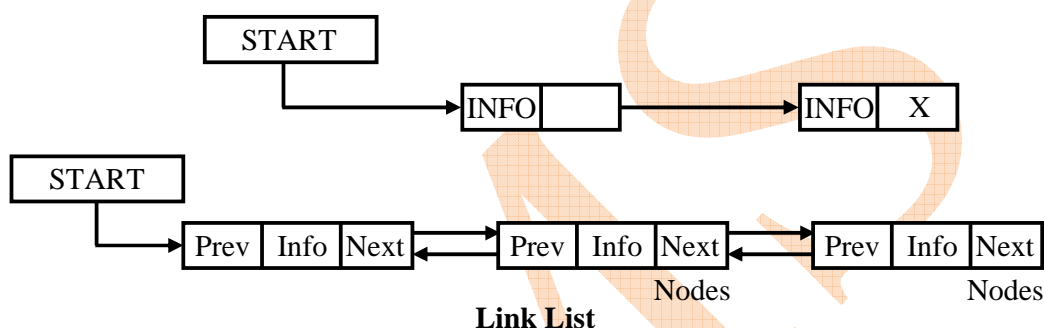 START
INFO INFO X
START
Prev Info Next Prev Info Next Prev Info Next
Nodes Nodes
Link List